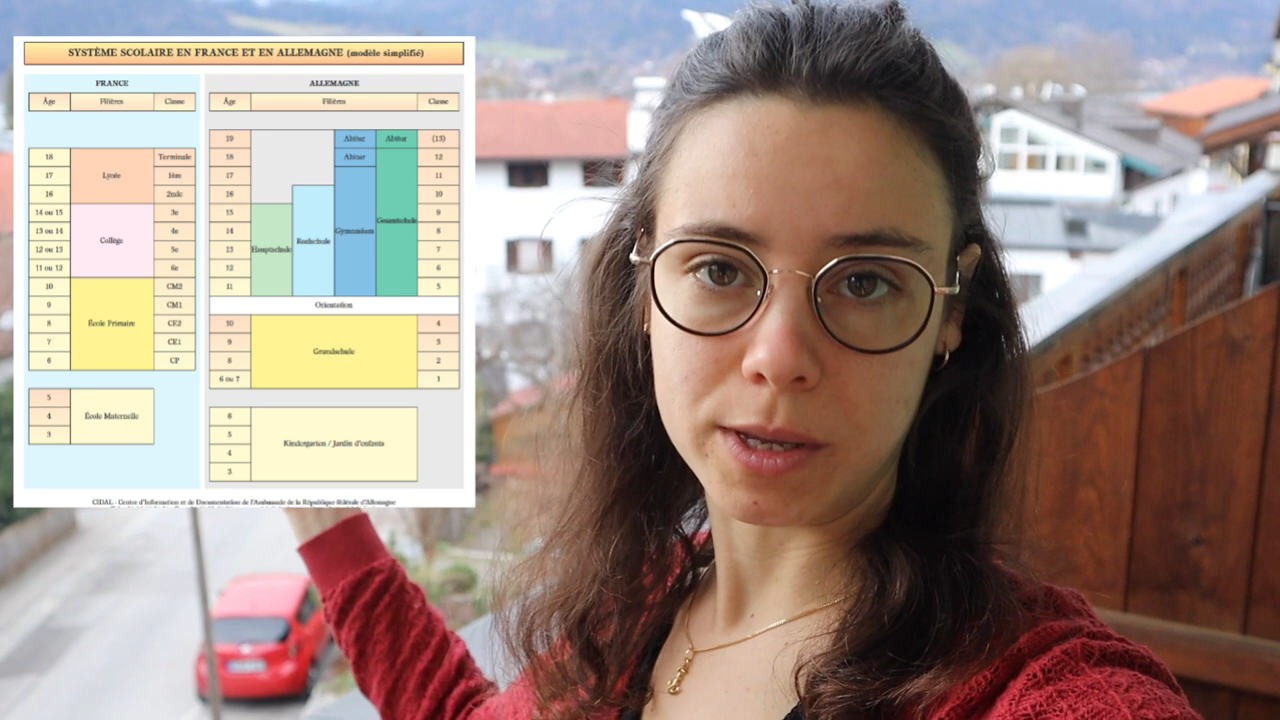 SYSTÈME SCOLAIRE EN FRANCE ET EN ALLEMAGNE (modèle simplifié)
FRANCE
Âge Filières Classe
18 Terminale
17 Lycée 1ère
16 2nde
14 ou 15 3e
13 ou 14 Collège 4e
12 ou 13 5e
11 ou 12 6e
10 CM2
9 CM1
8 École Primaire CE2
7 CE1
6 CP
5
4 École Maternelle
3
ALLEMAGNE
Âge Filières Classe
19 Abitur Abitur (13)
18 Abitur 12
17 11
16 10
15 Gesamtschule 9
14 Realschule Gymnasium 8
13 Hauptschule 7
12 6
11 5
Orientation
10 4
9 Grundschule 3
8 2
6 ou 7 1
6
5 Kindergarten / Jardin d'enfants
4
3
CIDAL - Centre d'Information et de Documentation de l'Ambassade de la République fédérale d'Allemagne